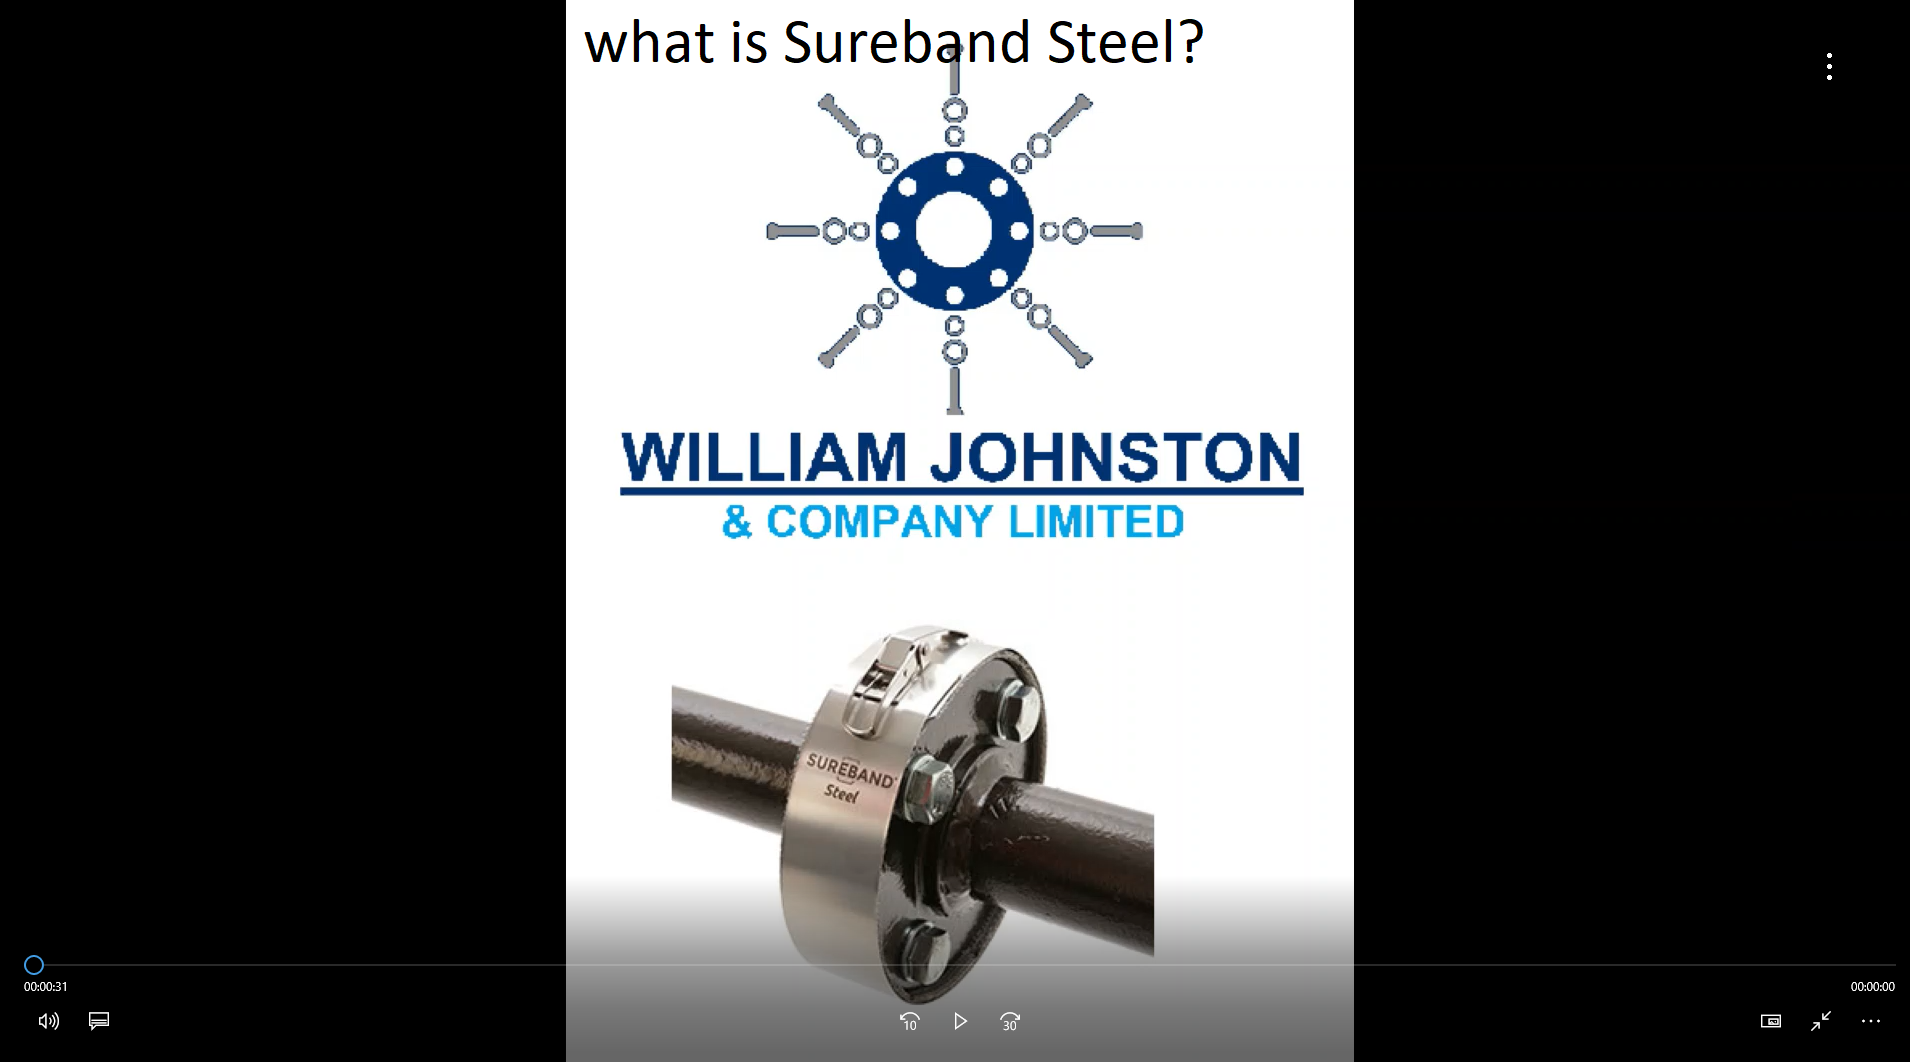 what is Sureband Steel?
WILLIAM JOHNSTON
& COMPANY LIMITED
SUREBAND
Steel
00:00:31
00:00:00
10
30